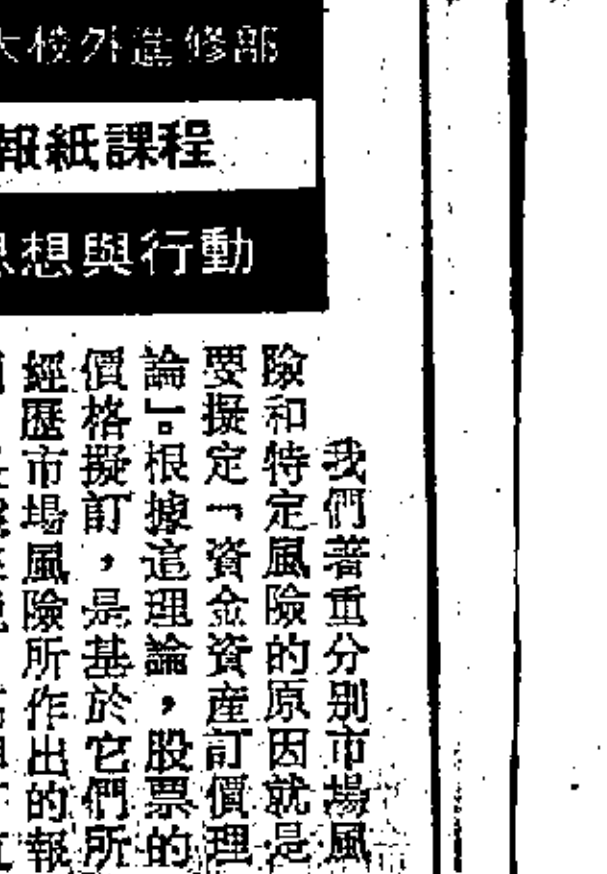 大校外進修部
報紙課程
思想與行動
我們著重分別市場風
險和特定風險的原因就是
要擬定「資金資產訂價理
論」。根據這理論，股票的
價格擬訂，是基於它們所
經歷市場風險所作出的報